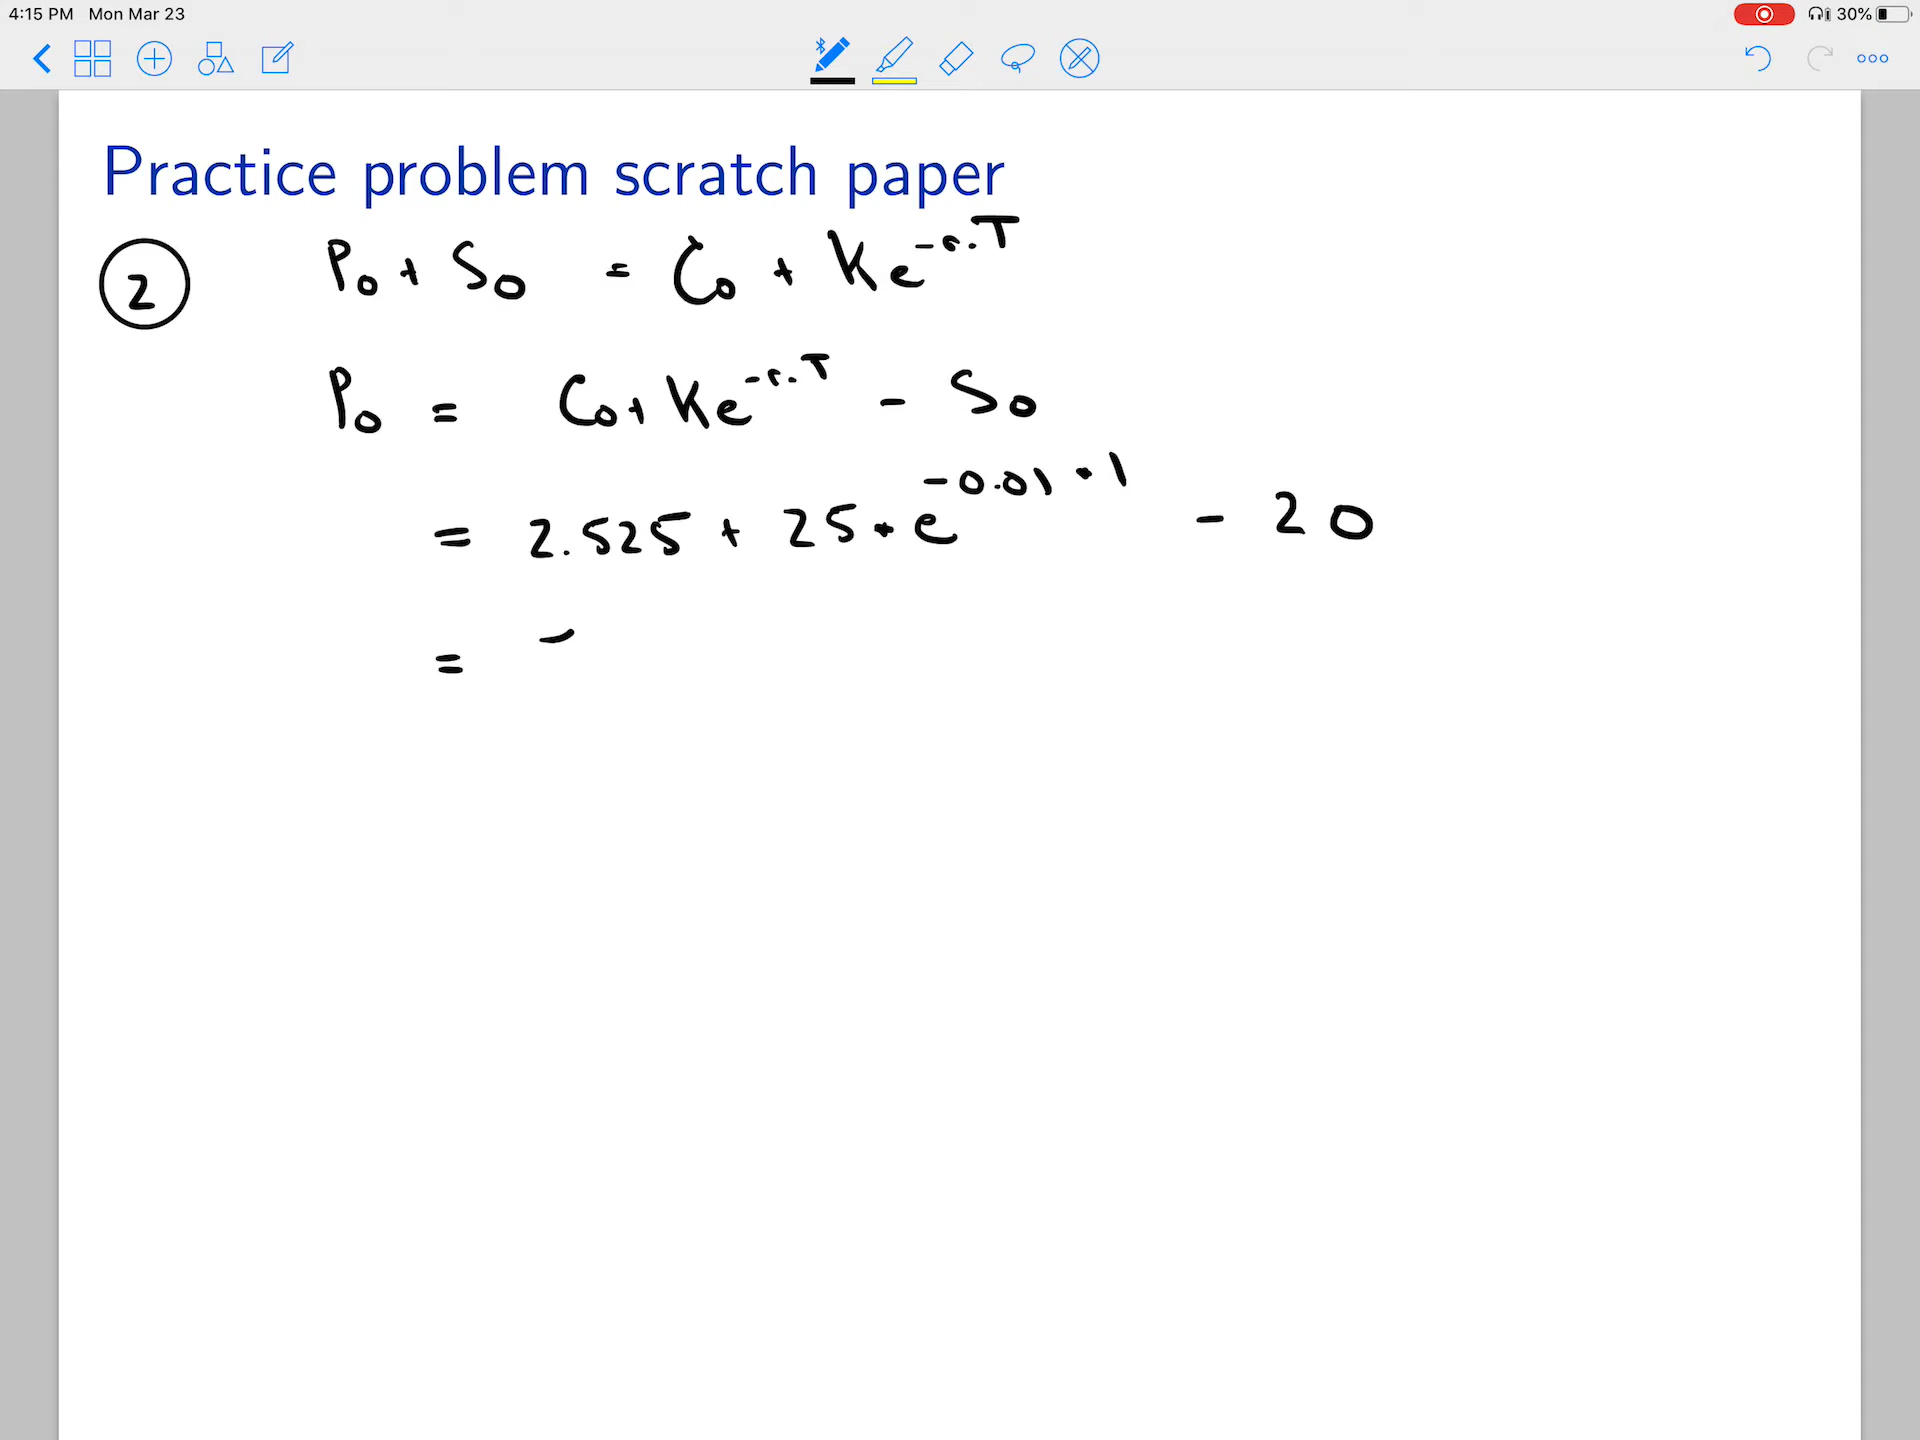 4:15 PM Mon Mar 23 30%
Practice problem scratch paper
2 P₀ + S₀ = C₀ + Ke^-r.T
P₀ = C₀ + Ke^-r.T - S₀
= 2.525 + 25 • e^-0.01 • 1 - 20
=